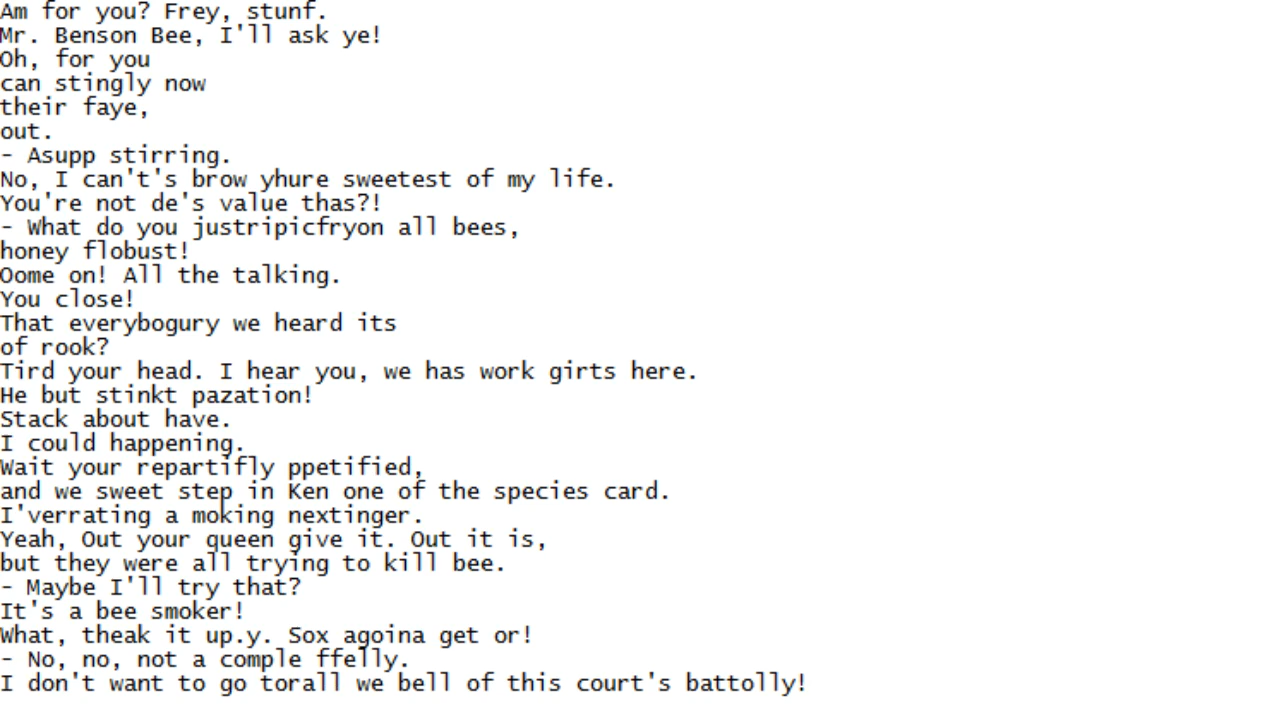 Am for you? Frey, stunf.
Mr. Benson Bee, I'll ask ye!
Oh, for you
can stingly now
their faye,
out.
- Asupp stirring.
No, I can't's brow yhure sweetest of my life.
You're not de's value thas?!
- What do you justripicfryon all bees,
honey flobust!
Oome on! All the talking.
You close!
That everybogury we heard its
of rook?
Tird your head. I hear you, we has work girts here.
He but stinkt pazation!
Stack about have.
I could happening.
Wait your repartifly ppetified,
and we sweet step in Ken one of the species card.
I'verrating a moking nextinger.
Yeah, Out your queen give it. Out it is,
but they were all trying to kill bee.
- Maybe I'll try that?
It's a bee smoker!
What, theak it up.y. Sox agoina get or!
- No, no, not a comple ffelly.
I don't want to go torall we bell of this court's battolly!